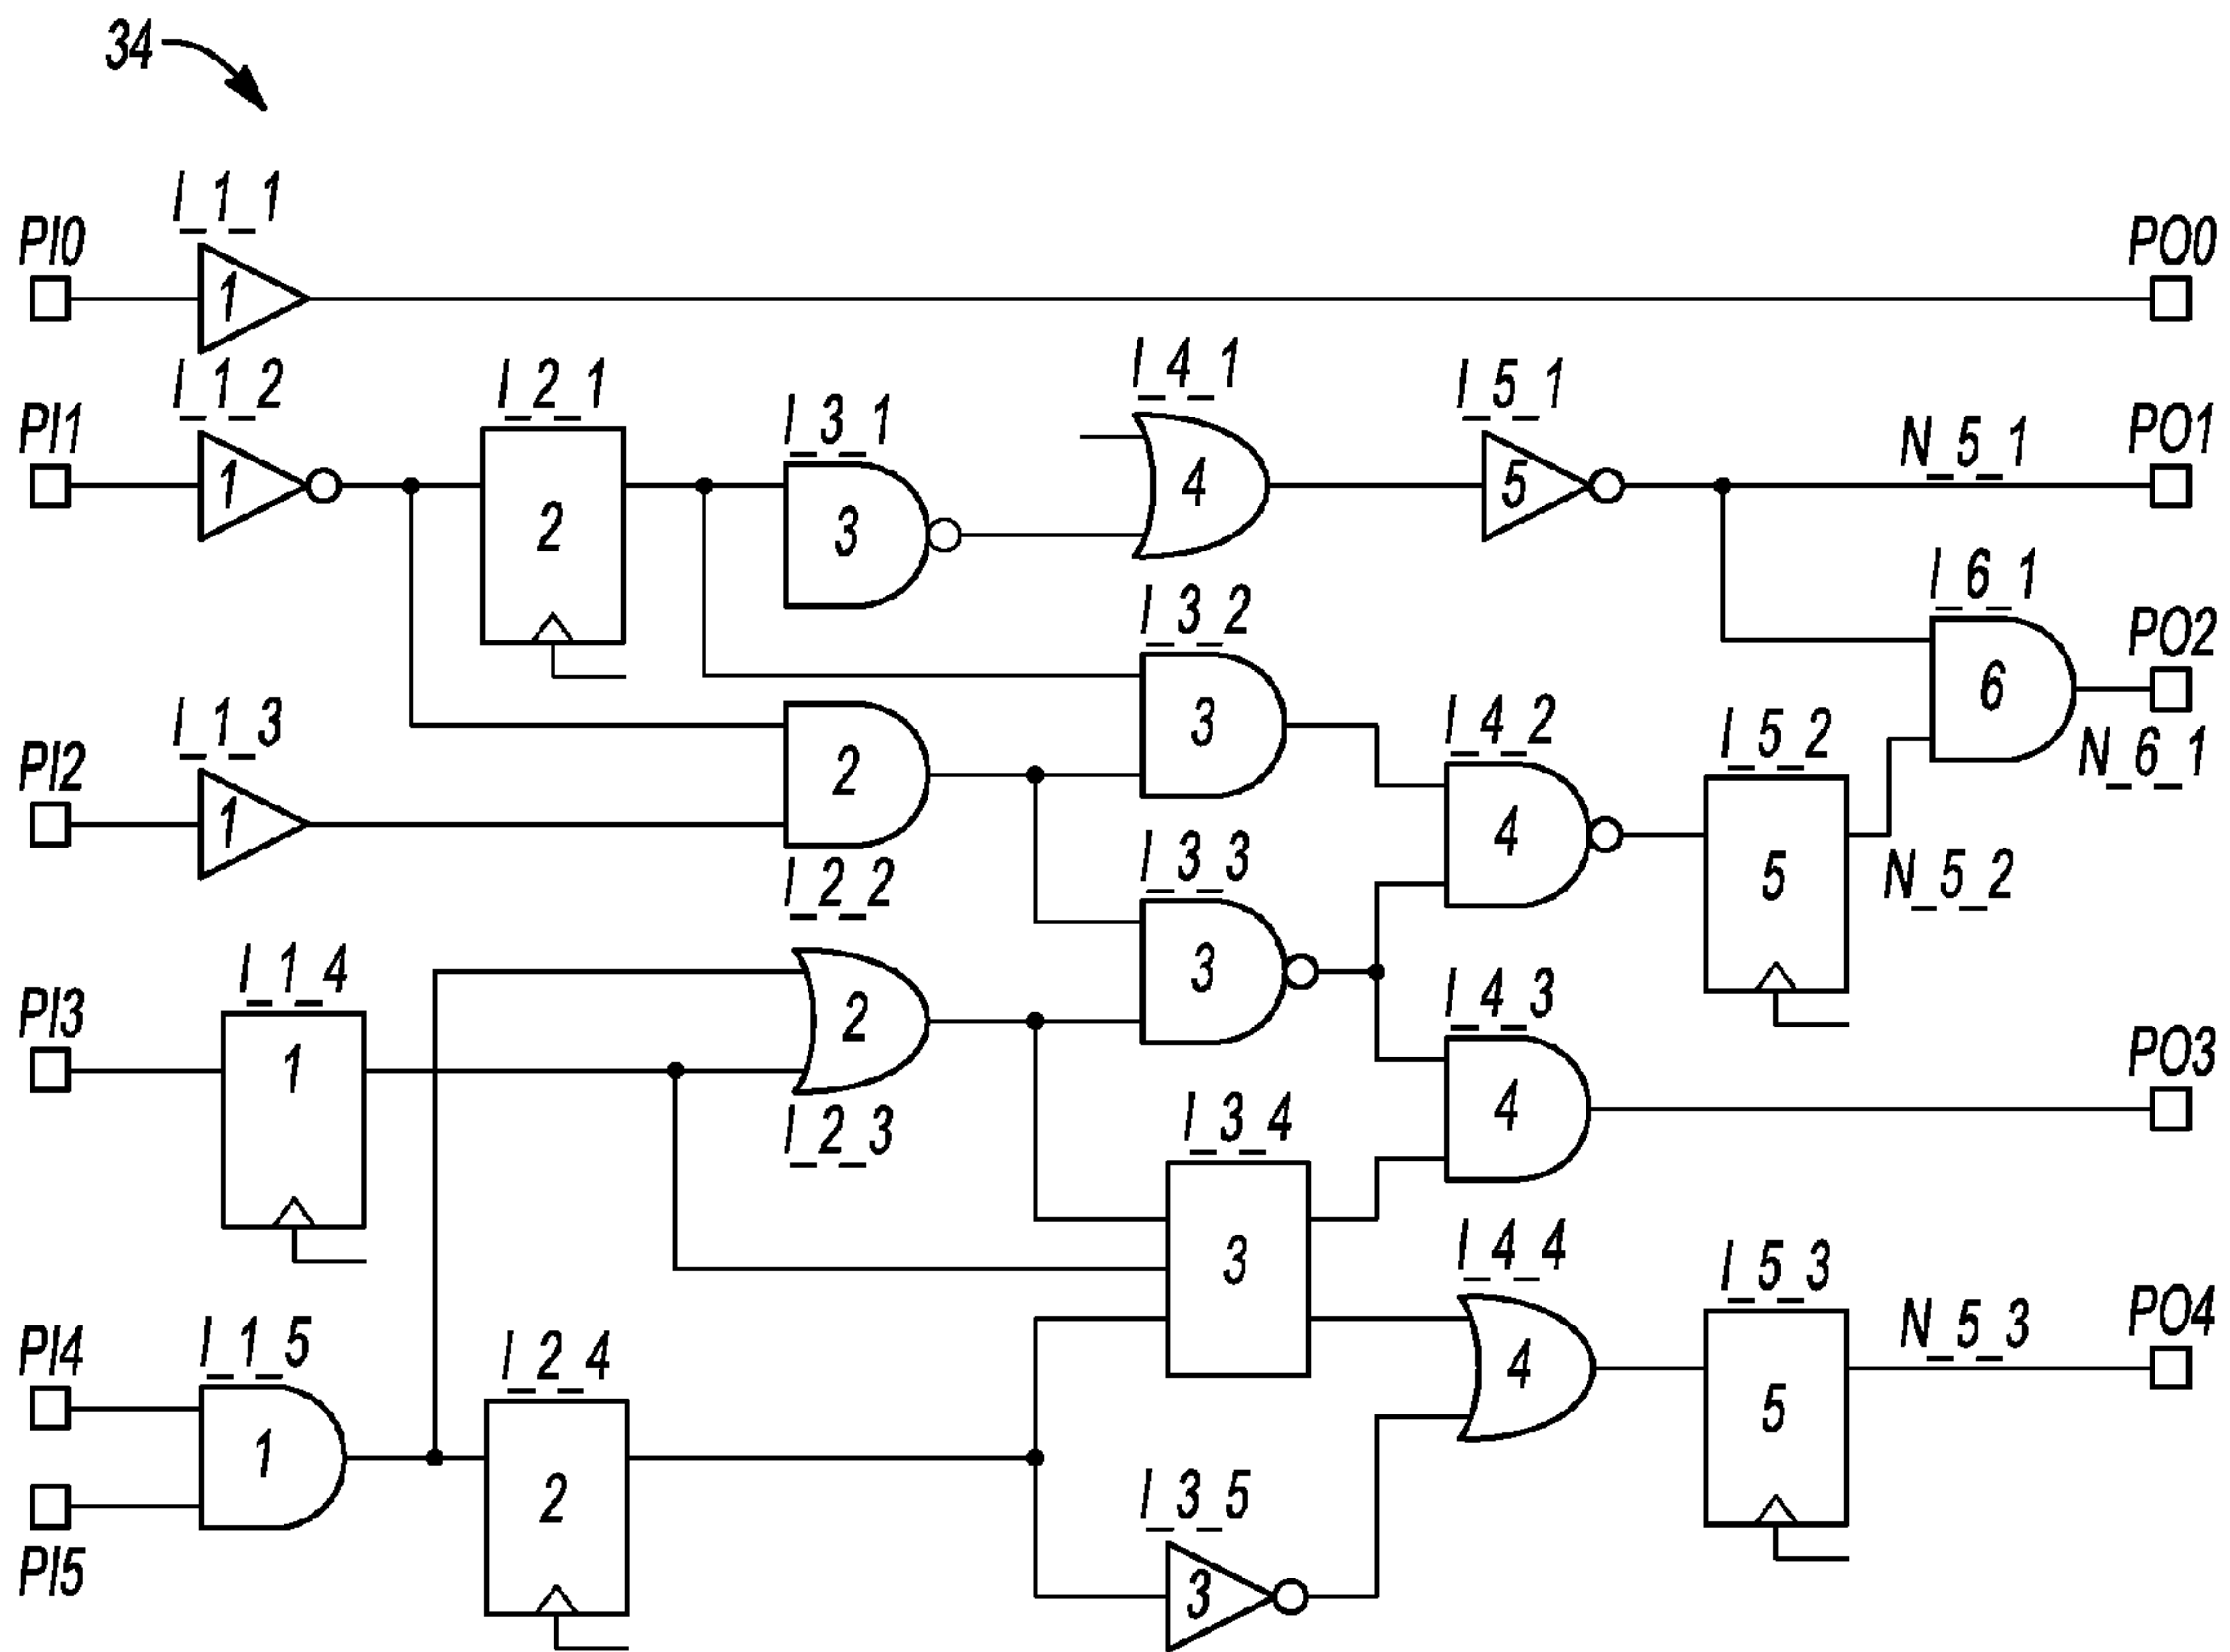 34
I_1_1
PI0
1
PO0
I_1_2
PI1
1
I_2_1
2
I_3_1
3
I_4_1
4
I_5_1
5
N_5_1
PO1
I_6_1
6
PO2
N_6_1
I_3_2
3
I_1_3
PI2
1
2
I_2_2
I_4_2
4
I_5_2
5
N_5_2
I_3_3
3
I_1_4
PI3
1
2
I_2_3
I_4_3
4
PO3
I_3_4
3
I_4_4
4
I_5_3
5
N_5_3
PO4
PI4
I_1_5
1
PI5
I_2_4
2
I_3_5
3